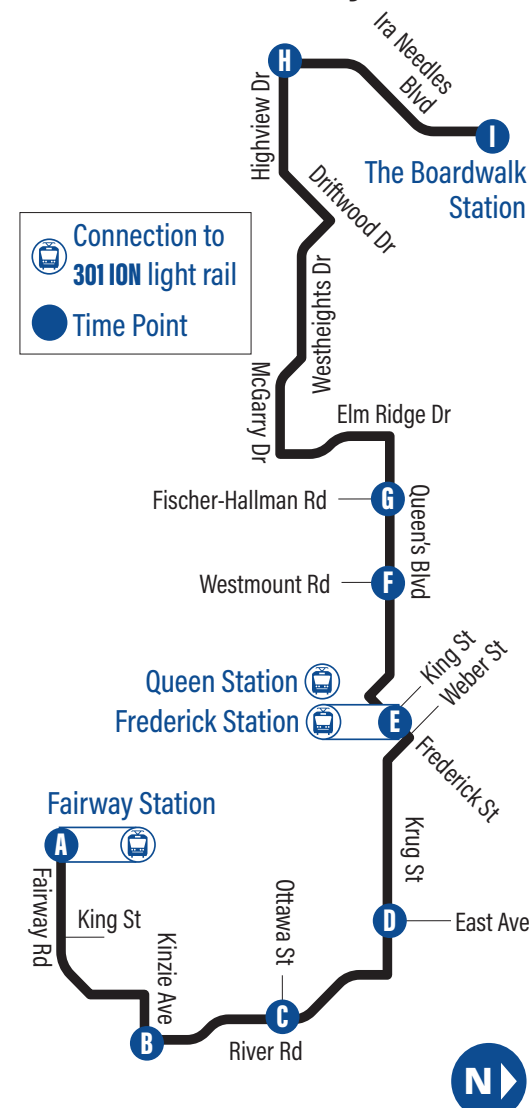 H
Ira Needles
Blvd
Highview Dr
I
The Boardwalk
Station
Driftwood Dr
Connection to
301 ION light rail
Time Point
Westheights Dr
McGarry Dr
Elm Ridge Dr
Fischer-Hallman Rd
G
Queen's Blvd
Westmount Rd
F
King St
Weber St
Queen Station
Frederick Station
E
Frederick St
Fairway Station
A
Fairway Rd
King St
Krug St
D
East Ave
Kinzie Ave
Ottawa St
B
C
River Rd
N